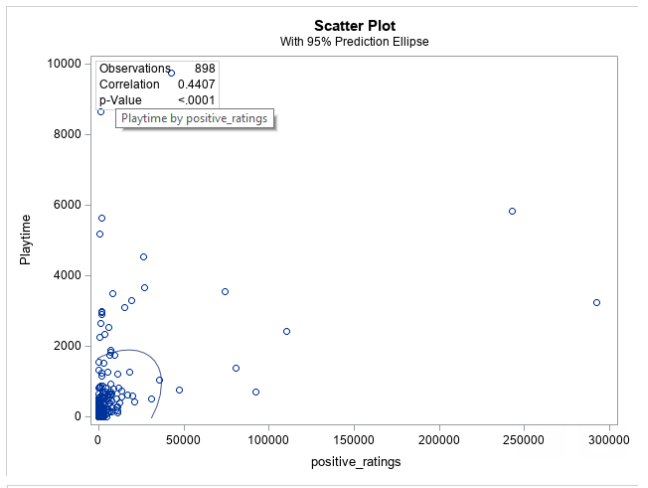 Scatter Plot
With 95% Prediction Ellipse
Observations 898
Correlation 0.4407
p-Value <.0001
Playtime by positive_ratings
Playtime
10000
8000
6000
4000
2000
0
0 50000 100000 150000 200000 250000 300000
positive_ratings